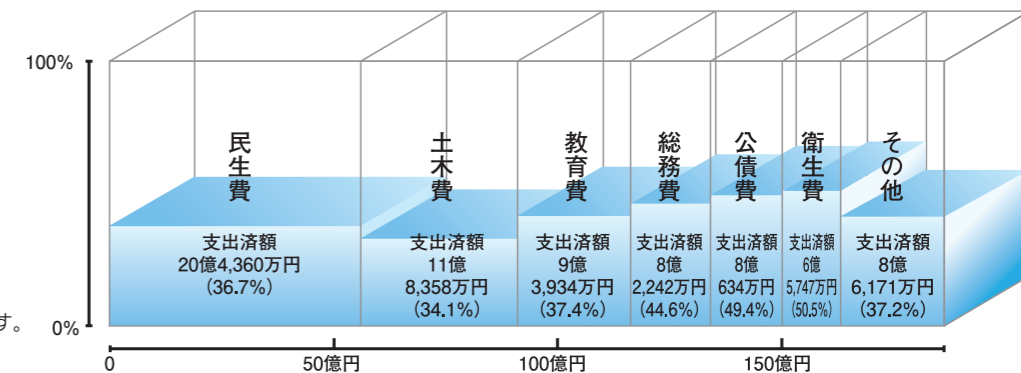 100%
民生費
土木費
教育費
総務費
公債費
衛生費
その他
支出済額
20億4,360万円
(36.7%)
支出済額
11億
8,358万円
(34.1%)
支出済額
9億
3,934万円
(37.4%)
支出済額
8億
2,242万円
(44.6%)
支出済額
8億
634万円
(49.4%)
支出済額
6億
5,747万円
(50.5%)
支出済額
8億
6,171万円
(37.2%)
す。
0%
0
50億円
100億円
150億円